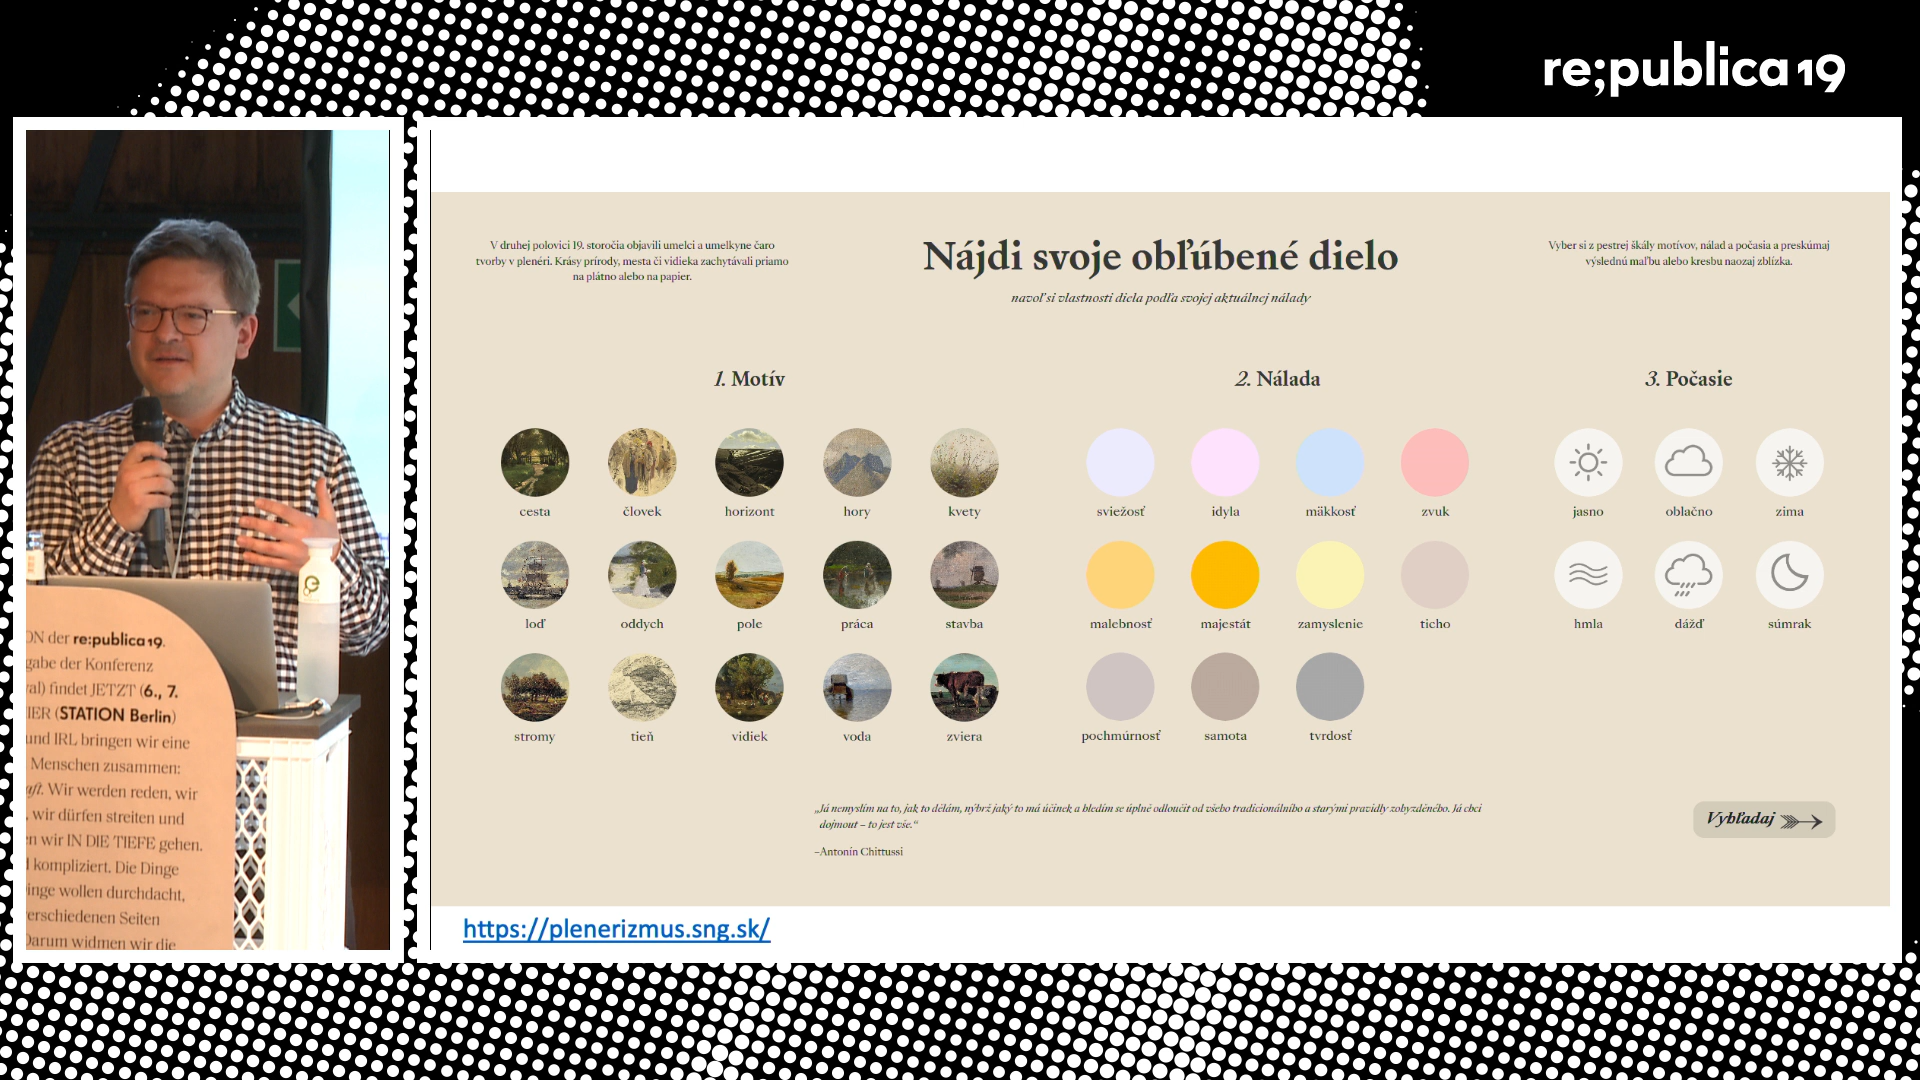 re;publica 19
ON der re:publica 19.
gabe der Konferenz
val) findet JETZT (6., 7.
IER (STATION Berlin)
und IRL bringen wir eine
Menschen zusammen:
aft. Wir werden reden, wir
, wir dürfen streiten und
n wir IN DIE TIEFE gehen.
d kompliziert. Die Dinge
Dinge wollen durchdacht,
verschiedenen Seiten
Darum widmen wir die
V druhej polovici 19. storočia objavili umelci a umelkyne čaro
tvorby v plenéri. Krásy prírody, mesta či vidieka zachytávali priamo
na plátno alebo na papier.
Nájdi svoje obľúbené dielo
navoľ si vlastnosti diela podľa svojej aktuálnej nálady
Vyber si z pestrej škály motívov, nálad a počasia a preskúmaj
výslednú maľbu alebo kresbu naozaj zblízka.
1. Motív
cesta človek horizont hory kvety
loď oddych pole práca stavba
stromy tieň vidiek voda zviera
2. Nálada
sviežosť idyla mäkkosť zvuk
malebnosť majestát zamyslenie ticho
pochmúrnosť samota tvrdosť
3. Počasie
jasno oblačno zima
hmla dážď súmrak
„Já nemyslím na to, jak to dělám, nýbrž jaký to má účinek a hledím se úplně odloučit od všeho tradicionálního a starými pravidly zohyzděného. Já chci
dojmout – to jest vše.“
–Antonín Chittussi
Vyhľadaj
https://plenerizmus.sng.sk/